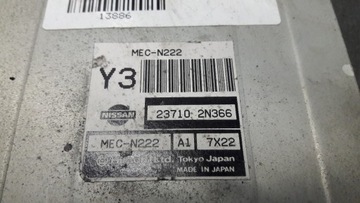 13886
MEC-N222
Y3
NISSAN 23710 2N366
MEC-N222 A1 7X22
Ltd. Tokyo Japan
MADE IN JAPAN